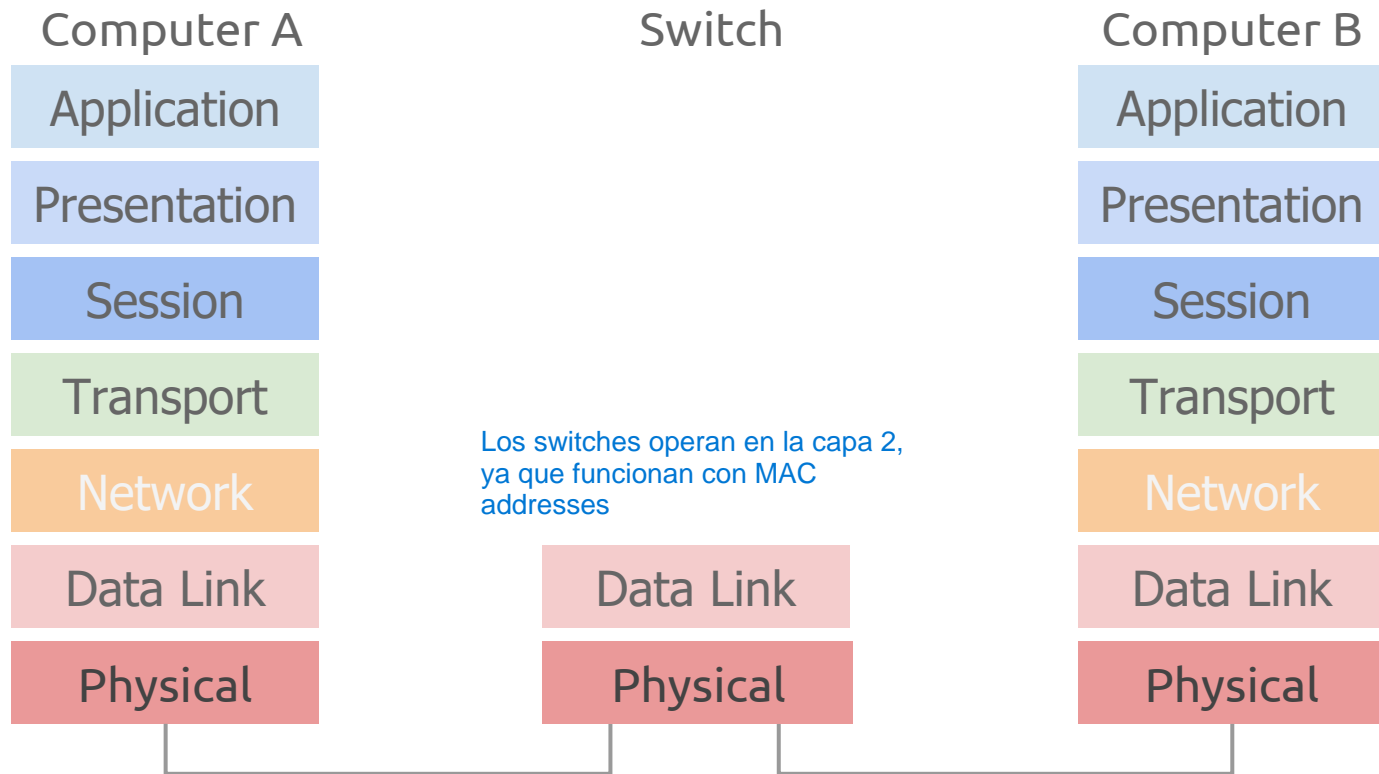 Computer A
Switch
Computer B
Application
Application
Presentation
Presentation
Session
Session
Transport
Transport
Los switches operan en la capa 2,
ya que funcionan con MAC
addresses
Network
Network
Data Link
Data Link
Data Link
Physical
Physical
Physical